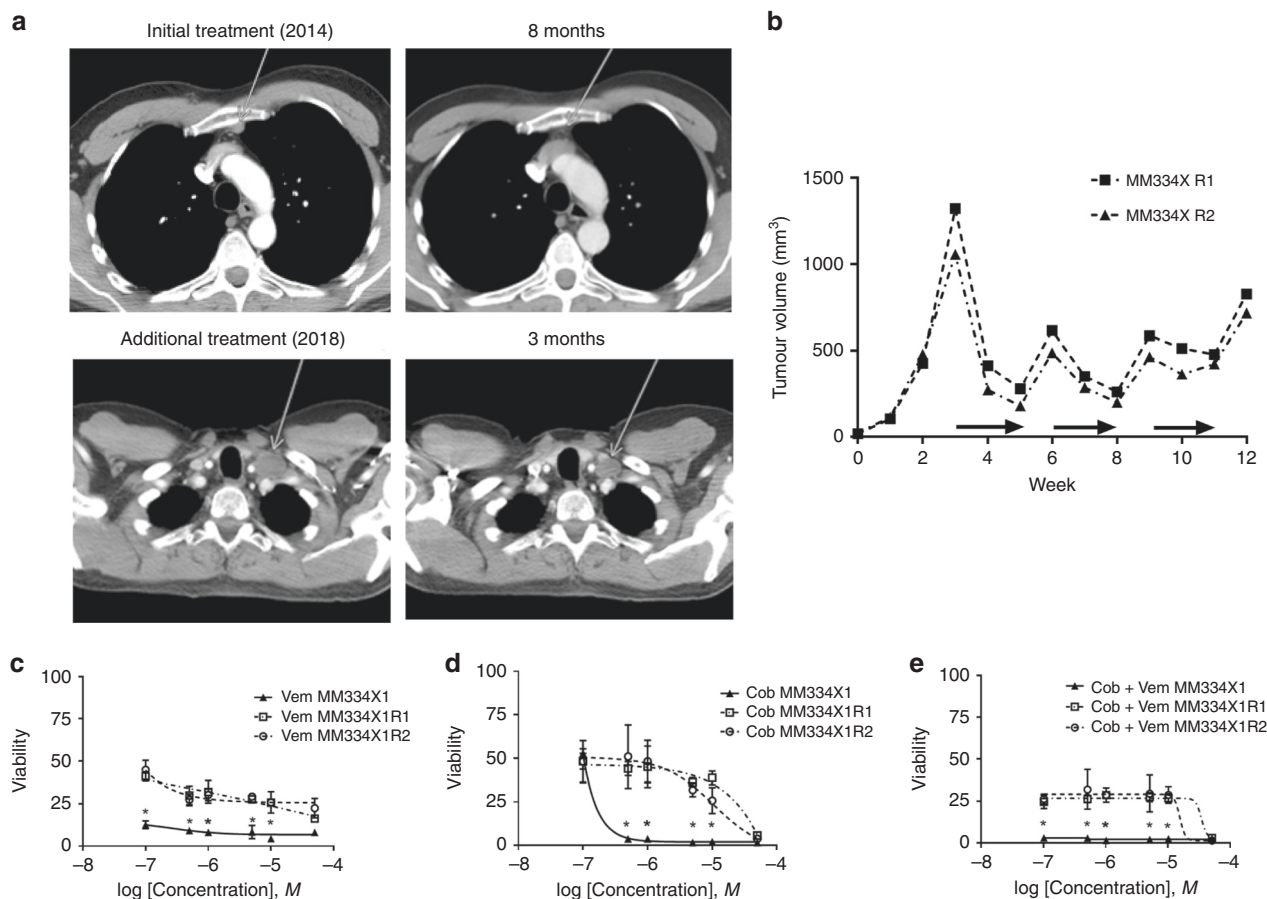 a
Initial treatment (2014)
8 months
Additional treatment (2018)
3 months
b
Tumour volume (mm³)
1500
1000
500
0
0 2 4 6 8 10 12
Week
MM334X R1
MM334X R2
c
Viability
100
75
50
25
0
–8 –7 –6 –5 –4
log [Concentration], M
Vem MM334X1
Vem MM334X1R1
Vem MM334X1R2
* * * * *
d
Viability
100
75
50
25
0
–8 –7 –6 –5 –4
log [Concentration], M
Cob MM334X1
Cob MM334X1R1
Cob MM334X1R2
* * * *
e
Viability
100
75
50
25
0
–8 –7 –6 –5 –4
log [Concentration], M
Cob + Vem MM334X1
Cob + Vem MM334X1R1
Cob + Vem MM334X1R2
* * * * *